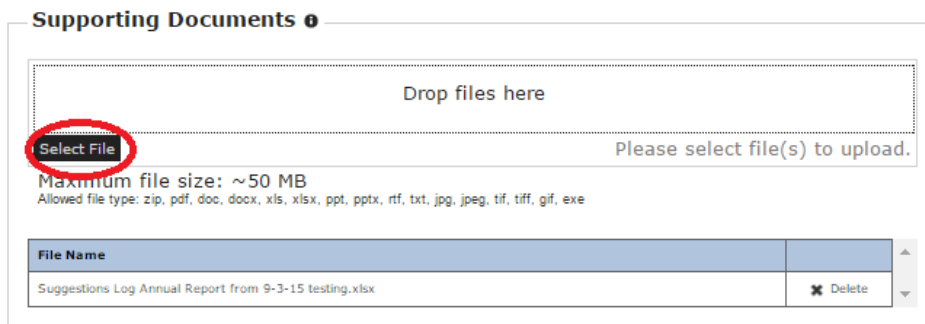 Supporting Documents
Drop files here
Select File
Please select file(s) to upload.
Maximum file size: ~50 MB
Allowed file type: zip, pdf, doc, docx, xls, xlsx, ppt, pptx, rtf, txt, jpg, jpeg, tif, tiff, gif, exe
File Name
Suggestions Log Annual Report from 9-3-15 testing.xlsx
Delete